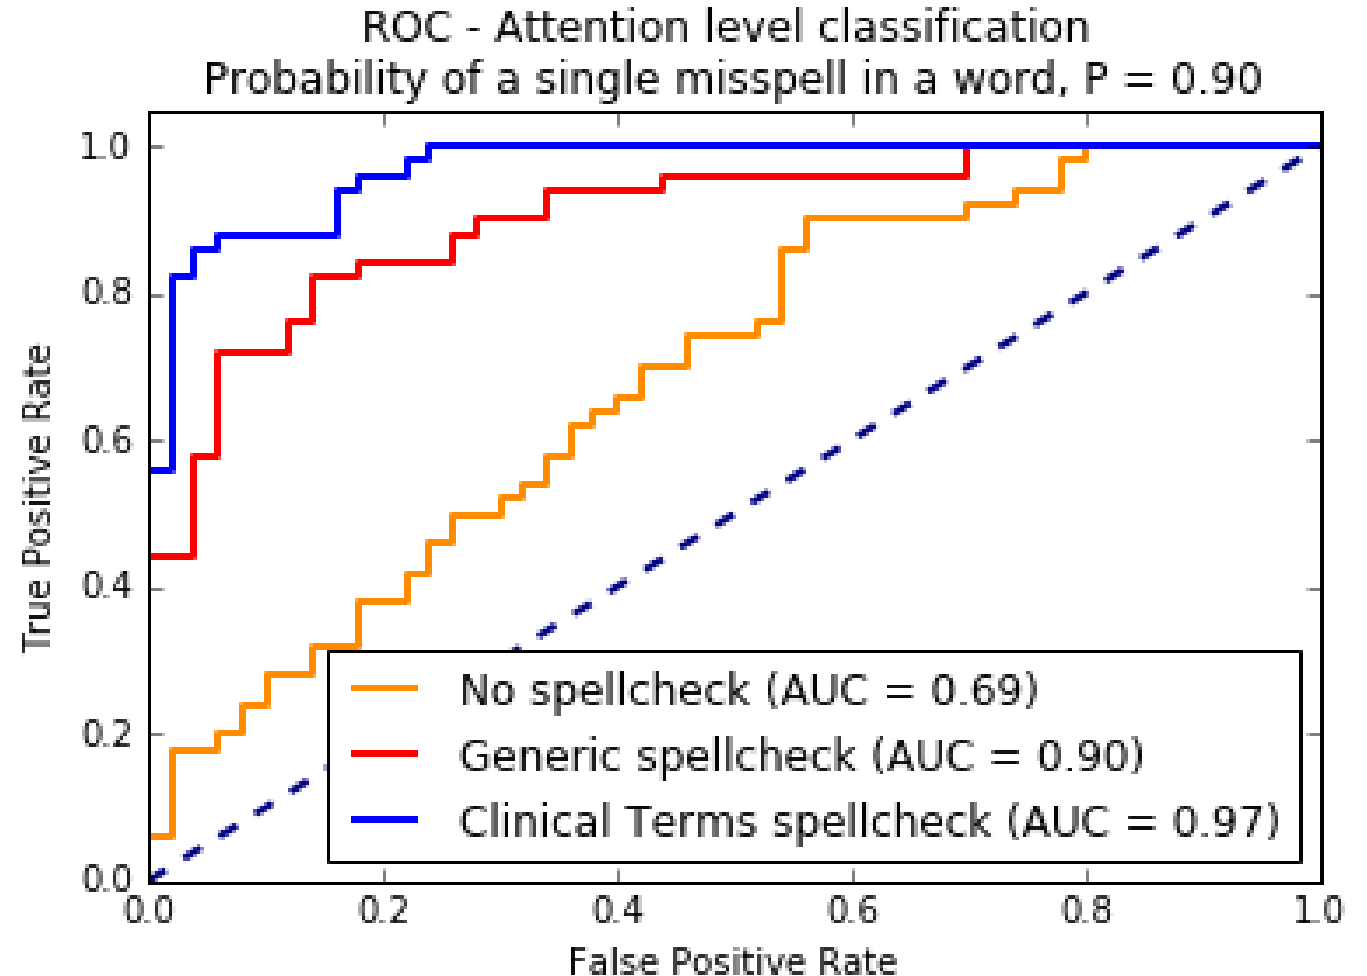 ROC - Attention level classification
Probability of a single misspell in a word, P = 0.90
1.0
0.8
0.6
0.4
0.2
0.0
True Positive Rate
No spellcheck (AUC = 0.69)
Generic spellcheck (AUC = 0.90)
Clinical Terms spellcheck (AUC = 0.97)
0.0 0.2 0.4 0.6 0.8 1.0
False Positive Rate